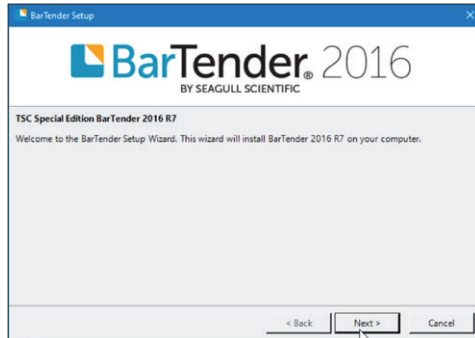 BarTender Setup
BarTender® 2016
BY SEAGULL SCIENTIFIC
TSC Special Edition BarTender 2016 R7
Welcome to the BarTender Setup Wizard. This wizard will install BarTender 2016 R7 on your computer.
< Back Next > Cancel